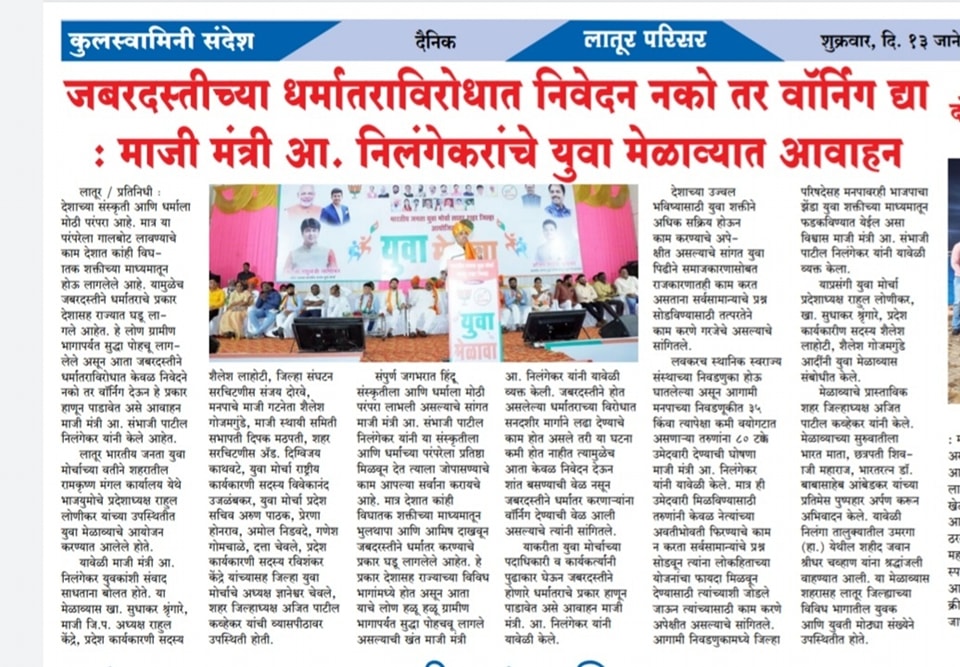 कुलस्वामिनी संदेश
दैनिक
लातूर परिसर
शुक्रवार, दि. १३ जाने
जबरदस्तीच्या धर्मातराविरोधात निवेदन नको तर वॉर्निग द्या
: माजी मंत्री आ. निलंगेकरांचे युवा मेळाव्यात आवाहन
लातूर / प्रतिनिधी :
देशाच्या संस्कृती आणि धर्माला
मोठी परंपरा आहे. मात्र या
परंपरेला गालबोट लावण्याचे
काम देशात कांही विघ-
तक शक्तीच्या माध्यमातून
होऊ लागलेले आहे. यामुळेच
जबरदस्तीने धर्मातराचे प्रकार
देशासह राज्यात घडू ला-
गले आहेत. हे लोण ग्रामीण
भागापर्यत सुद्धा पोहचू लाग-
लेले असून आता जबरदस्तीने
धर्मातराविरोधात केवळ निवेदने
नको तर वॉर्निग देऊन हे प्रकार
हाणून पाडावेत असे आवाहन
माजी मंत्री आ. संभाजी पाटील
निलंगेकर यांनी केले आहे.
लातूर भारतीय जनता युवा
मोर्चाच्या वतीने शहरातील
रामकृष्ण मंगल कार्यालय येथे
भाजयुमोचे प्रदेशाध्यक्ष राहुल
लोणीकर यांच्या उपस्थितीत
युवा मेळाव्याचे आयोजन
करण्यात आलेले होते.
यावेळी माजी मंत्री आ.
निलंगेकर युवकांशी संवाद
साधताना बोलत होते. या
मेळाव्यास खा. सुधाकर श्रृंगारे,
माजी जि.प. अध्यक्ष राहुल
केंद्रे, प्रदेश कार्यकारणी सदस्य
भारतीय जनता युवा मोर्चा लातूर शहर जिल्हा
युवा मेळावा
युवा
मेळावा
शैलेश लाहोटी, जिल्हा संघटन
सरचिटणीस संजय दोरवे,
मनपाचे माजी गटनेता शैलेश
गोजमगुंडे, माजी स्थायी समिती
सभापती दिपक मठपती, शहर
सरचिटणीस अॅड. दिग्विजय
काथवटे, युवा मोर्चा राष्ट्रीय
कार्यकारणी सदस्य विवेकानंद
उजळंबकर, युवा मोर्चा प्रदेश
सचिव अरुण पाठक, प्रेरणा
होनराव, अमोल निडवदे, गणेश
गोमचाळे, दत्ता चेवले, प्रदेश
कार्यकारणी सदस्य रविशंकर
केंद्रे यांच्यासह जिल्हा युवा
मोर्चाचे अध्यक्ष ज्ञानेश्वर चेवले,
शहर जिल्हाध्यक्ष अजित पाटील
कव्हेकर यांची व्यासपीठावर
उपस्थिती होती.
संपुर्ण जगभरात हिंदू
संस्कृतीला आणि धर्माला मोठी
परंपरा लाभली असल्याचे सांगत
माजी मंत्री आ. संभाजी पाटील
निलंगेकर यांनी या संस्कृतीला
आणि धर्माच्या परंपरेला प्रतिष्ठा
मिळवून देत त्याला जोपासण्याचे
काम आपल्या सर्वांना करायचे
आहे. मात्र देशात कांही
विघातक शक्तीच्या माध्यमातून
भुलथापा आणि आमिष दाखवून
जबदरस्तीने धर्मातर करण्याचे
प्रकार घडू लागलेले आहेत. हे
प्रकार देशासह राज्याच्या विविध
भागांमध्ये होत असून आता
याचे लोण हळू हळू ग्रामीण
भागापर्यत सुद्धा पोहचवू लागले
असल्याची खंत माजी मंत्री
आ. निलंगेकर यांनी यावेळी
व्यक्त केली. जबरदस्तीने होत
असलेल्या धर्मातराच्या विरोधात
सनदशीर मार्गाने लढा देण्याचे
काम होत असले तरी या घटना
कमी होत नाहीत त्यामुळेच
आता केवळ निवेदन देऊन
शांत बसण्याची वेळ नसून
जबरदस्तीने धर्मातर करणाऱ्यांना
वॉर्निग देण्याची वेळ आली
असल्याचे त्यांनी सांगितले.
याकरीता युवा मोर्चाच्या
पदाधिकारी व कार्यकर्त्यांनी
पुढाकार घेऊन जबदरस्तीने
होणारे धर्मातराचे प्रकार हाणून
पाडावेत असे आवाहन माजी
मंत्री. आ. निलंगेकर यांनी
यावेळी केले.
देशाच्या उज्वल
भविष्यासाठी युवा शक्तीने
अधिक सक्रिय होऊन
काम करण्याचे अपे-
क्षीत असल्याचे सांगत युवा
पिढीने समाजकारणासोबत
राजकारणातही काम करत
असताना सर्वसामान्याचे प्रश्न
सोडविण्यासाठी तत्परतेने
काम करणे गरजेचे असल्याचे
सांगितले.
लवकरच स्थानिक स्वराज्य
संस्थाच्या निवडणुका होऊ
घातलेल्या असून आगामी
मनपाच्या निवडणूकीत ३५
किंवा त्यापेक्षा कमी वयोगटात
असणाऱ्या तरुणांना ८० टक्के
उमेदवारी देण्याची घोषणा
माजी मंत्री आ. निलंगेकर
यांनी यावेळी केले. मात्र ही
उमेदवारी मिळविण्यासाठी
तरुणांनी केवळ नेत्यांच्या
अवतीभोवती फिरण्याचे काम
न करता सर्वसामान्यांचे प्रश्न
सोडवून त्यांना लोकहिताच्या
योजनांचा फायदा मिळवून
देण्यासाठी त्यांच्याशी जोडले
जाऊन त्यांच्यासाठी काम करणे
अपेक्षीत असल्याचे सांगितले.
आगामी निवडणुकामध्ये जिल्हा
परिषदेसह मनपावरही भाजपाचा
झेंडा युवा शक्तीच्या माध्यमातून
फडकविण्यात येईल असा
विश्वास माजी मंत्री आ. संभाजी
पाटील निलंगेकर यांनी यावेळी
व्यक्त केला.
याप्रसंगी युवा मोर्चा
प्रदेशाध्यक्ष राहुल लोणीकर,
खा. सुधाकर श्रृंगारे, प्रदेश
कार्यकारीण सदस्य शैलेश
लाहोटी, शैलेश गोजमगुंडे
आदींनी युवा मेळाव्यास
संबोधीत केले.
मेळाव्याचे प्रास्ताविक
शहर जिल्हाध्यक्ष अजित
पाटील कव्हेकर यांनी केले.
मेळाव्याच्या सुरुवातीला
भारत माता, छत्रपती शिवा-
जी महाराज, भारतरत्न डॉ.
बाबासाहेब आंबेडकर यांच्या
प्रतिमेस पुष्पहार अर्पण करून
अभिवादन केले. यावेळी
निलंगा तालुक्यातील उमरगा
(हा.) येथील शहीद जवान
श्रीधर चव्हाण यांना श्रद्धांजली
वाहण्यात आली. या मेळाव्यास
शहरासह लातूर जिल्ह्याच्या
विविध भागातील युवक
आणि युवती मोठ्या संख्येने
उपस्थितीत होते.